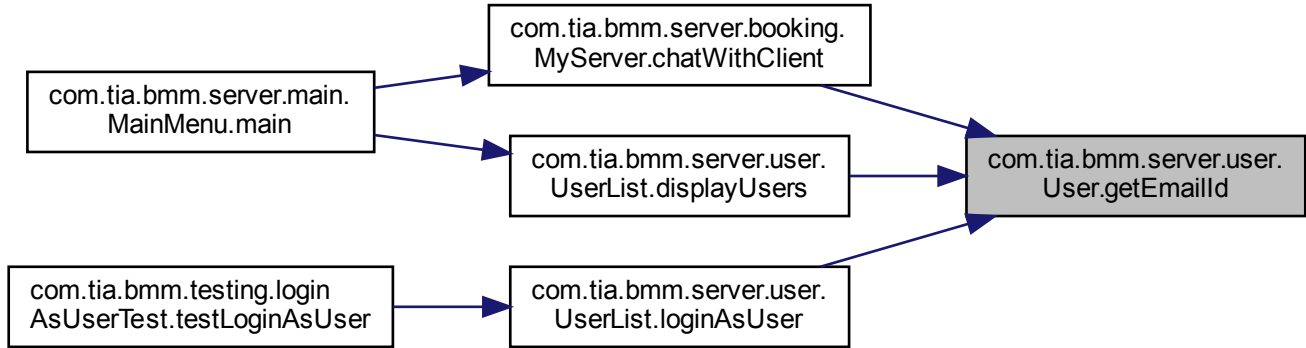 com.tia.bmm.server.booking.
MyServer.chatWithClient
com.tia.bmm.server.main.
MainMenu.main
com.tia.bmm.server.user.
UserList.displayUsers
com.tia.bmm.server.user.
User.getEmailId
com.tia.bmm.testing.login
AsUserTest.testLoginAsUser
com.tia.bmm.server.user.
UserList.loginAsUser